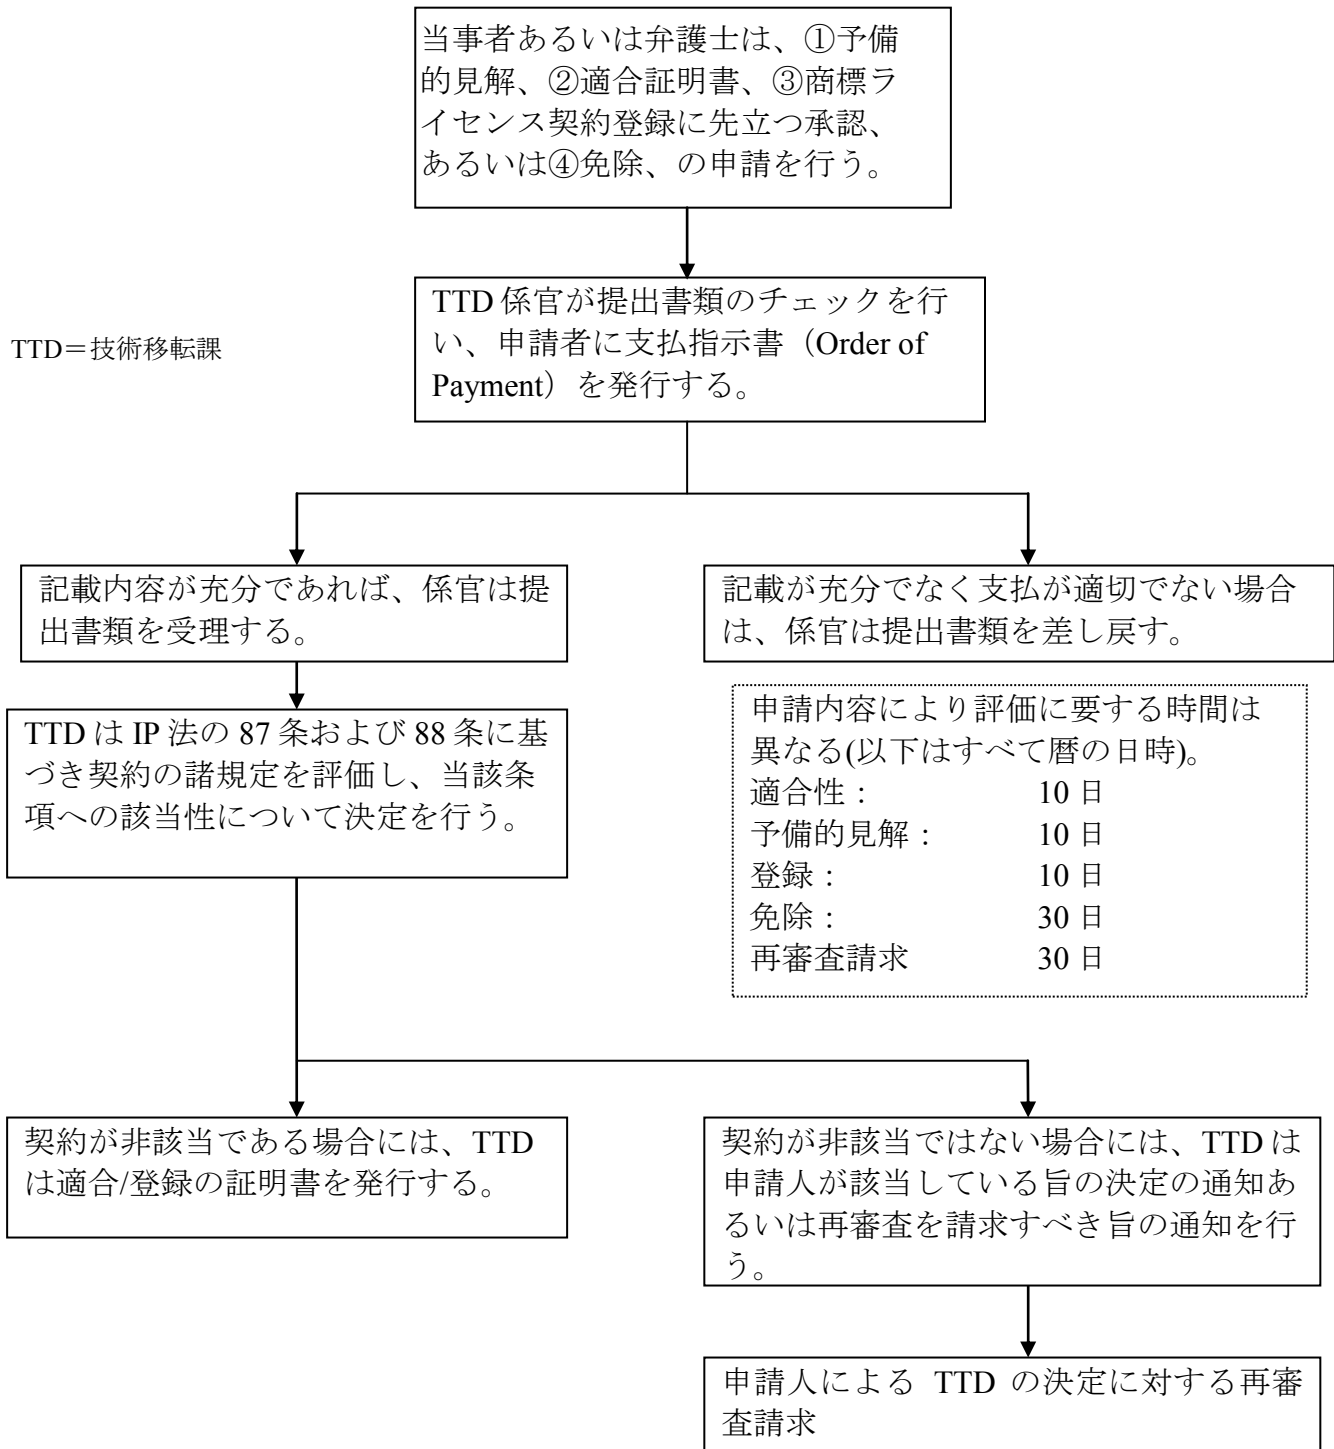 当事者あるいは弁護士は、①予備
的見解、②適合証明書、③商標ラ
イセンス契約登録に先立つ承認、
あるいは④免除、の申請を行う。
TTD 係官が提出書類のチェックを行
い、申請者に支払指示書（Order of
Payment）を発行する。
TTD＝技術移転課
記載内容が充分であれば、係官は提
出書類を受理する。
記載が充分でなく支払が適切でない場合
は、係官は提出書類を差し戻す。
TTD は IP 法の 87 条および 88 条に基
づき契約の諸規定を評価し、当該条
項への該当性について決定を行う。
申請内容により評価に要する時間は
異なる(以下はすべて暦の日時)。
適合性： 10 日
予備的見解： 10 日
登録： 10 日
免除： 30 日
再審査請求 30 日
契約が非該当である場合には、TTD
は適合/登録の証明書を発行する。
契約が非該当ではない場合には、TTD は
申請人が該当している旨の決定の通知あ
るいは再審査を請求すべき旨の通知を行
う。
申請人による TTD の決定に対する再審
査請求